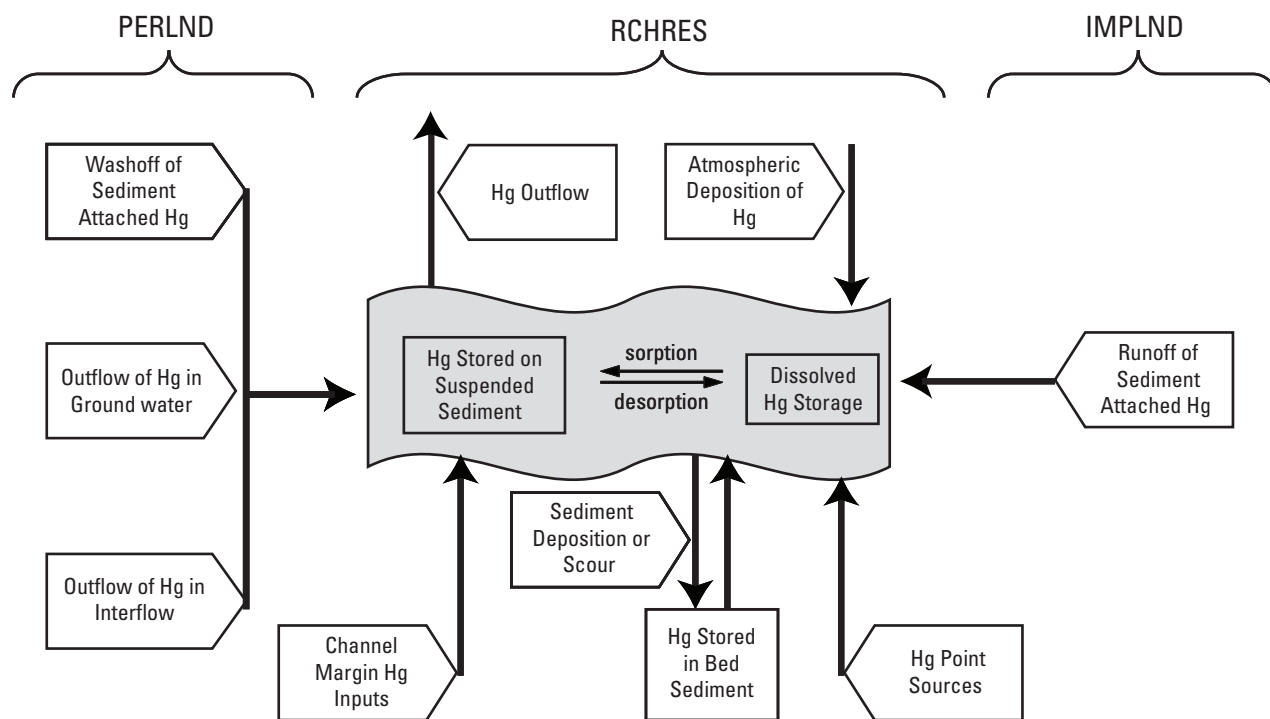 PERLND
RCHRES
IMPLND
Washoff of
Sediment
Attached Hg
Hg Outflow
Atmospheric
Deposition of
Hg
Outflow of Hg in
Ground water
Hg Stored on
Suspended
Sediment
sorption
desorption
Dissolved
Hg Storage
Runoff of
Sediment
Attached Hg
Outflow of Hg in
Interflow
Sediment
Deposition or
Scour
Channel
Margin Hg
Inputs
Hg Stored
in Bed
Sediment
Hg Point
Sources